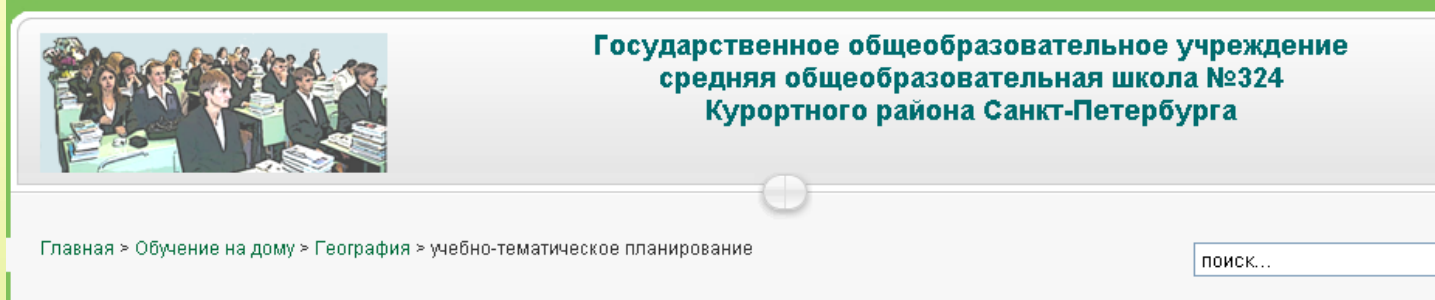 Государственное общеобразовательное учреждение
средняя общеобразовательная школа №324
Курортного района Санкт-Петербурга
Главная > Обучение на дому > География > учебно-тематическое планирование
поиск...